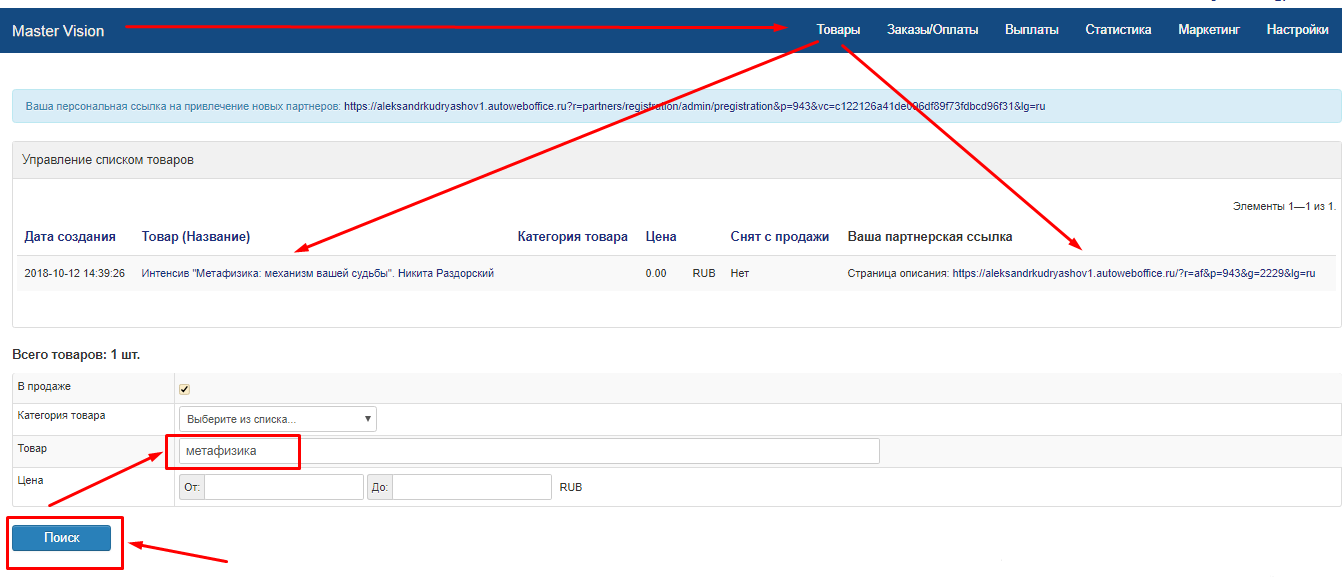 Master Vision Товары Заказы/Оплаты Выплаты Статистика Маркетинг Настройки
Ваша персональная ссылка на привлечение новых партнеров: https://aleksandrkudryashov1.autoweboffice.ru?r=partners/registration/admin/pregistration&p=943&vc=c122126a41de096df89f73fdbcd96f31&lg=ru
Управление списком товаров
Элементы 1—1 из 1.
Дата создания Товар (Название) Категория товара Цена Снят с продажи Ваша партнерская ссылка
2018-10-12 14:39:26 Интенсив "Метафизика: механизм вашей судьбы". Никита Раздорский 0.00 RUB Нет Страница описания: https://aleksandrkudryashov1.autoweboffice.ru/?r=af&p=943&g=2229&lg=ru
Всего товаров: 1 шт.
В продаже
Категория товара Выберите из списка...
Товар метафизика
Цена От: До: RUB
Поиск